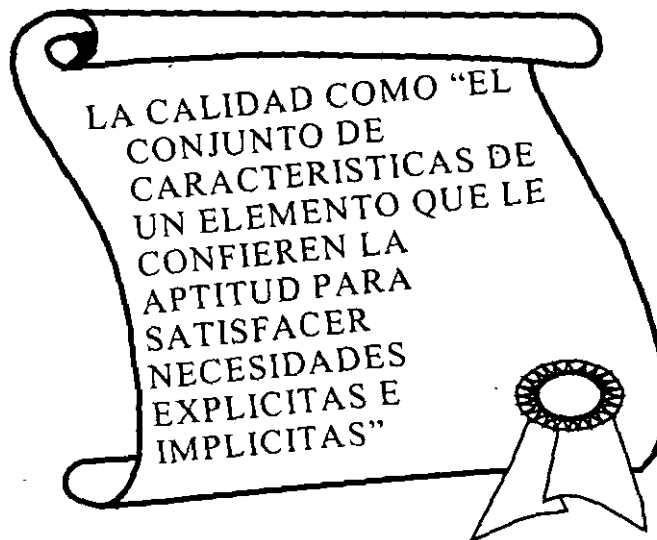 LA CALIDAD COMO “EL
CONJUNTO DE
CARACTERISTICAS DE
UN ELEMENTO QUE LE
CONFIEREN LA
APTITUD PARA
SATISFACER
NECESIDADES
EXPLICITAS E
IMPLICITAS”